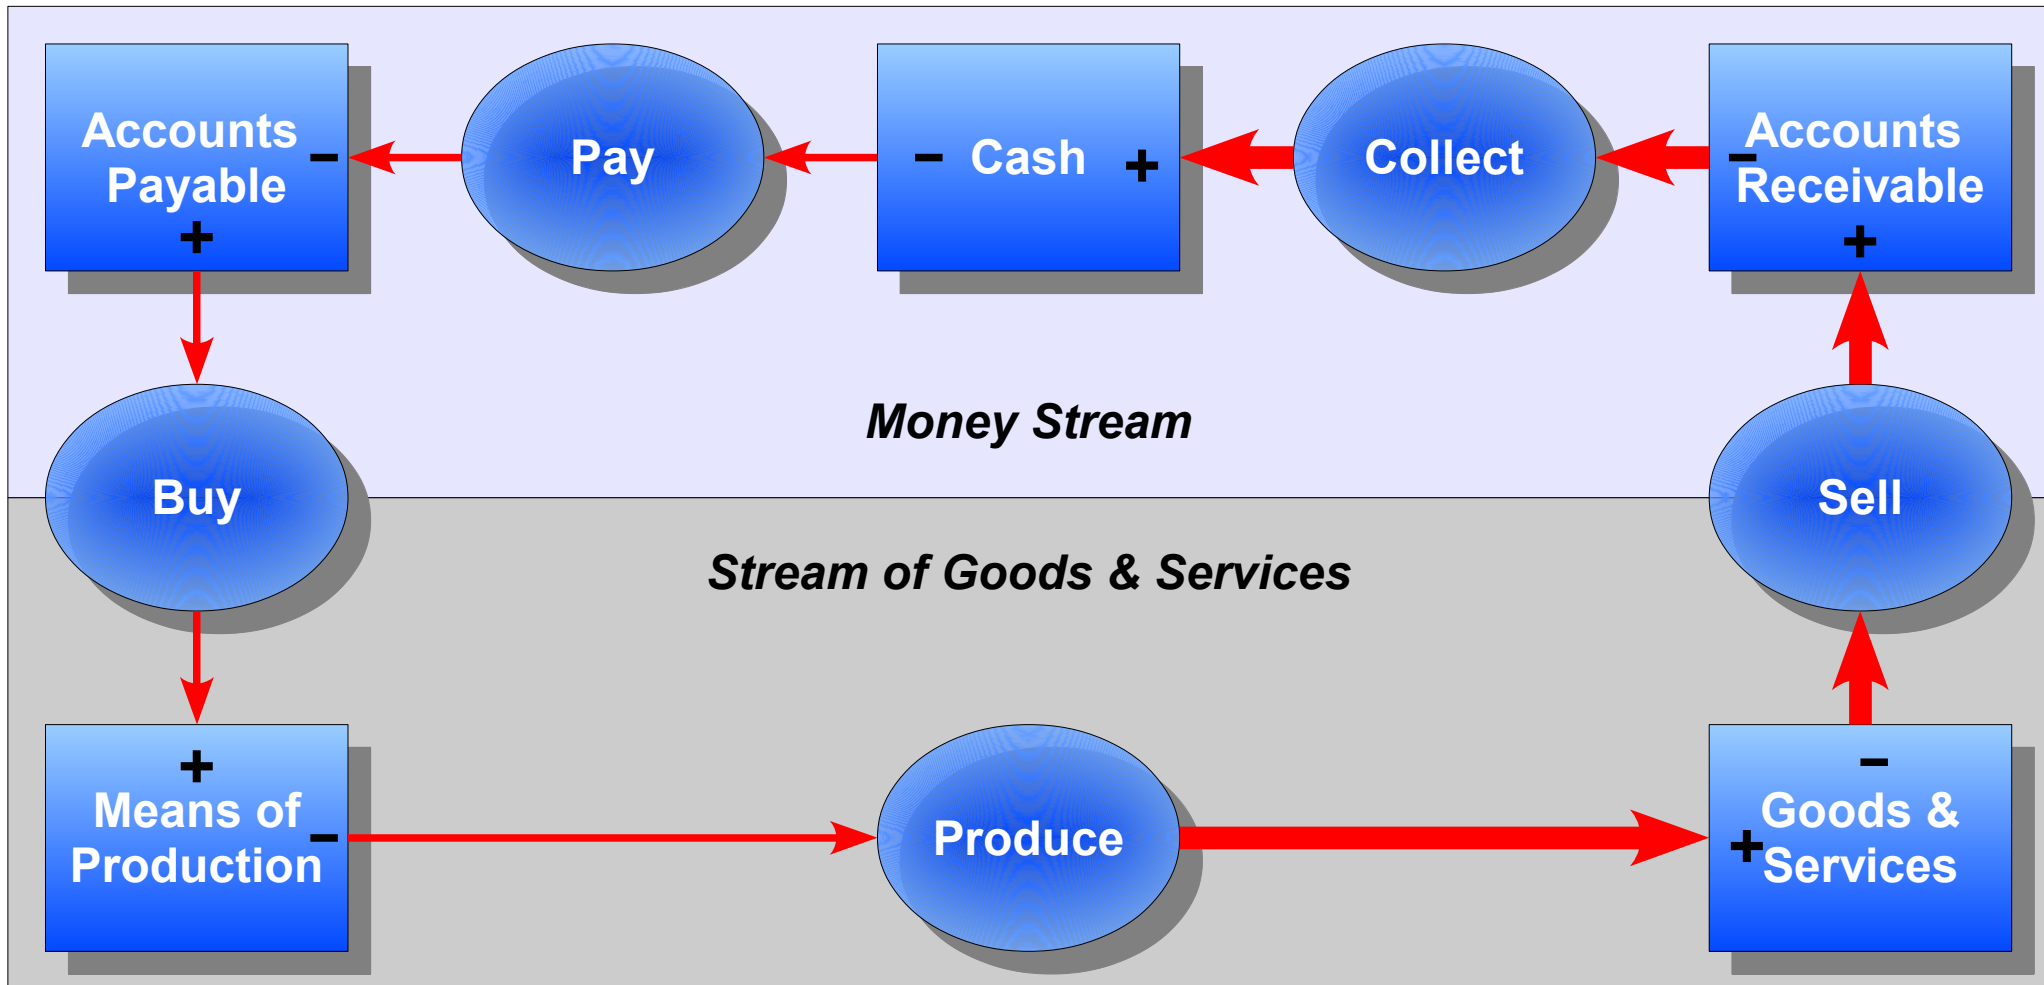 Accounts
Payable
−
+
Pay
− Cash +
Collect
Accounts
−
Receivable
+
Money Stream
Buy
Sell
Stream of Goods & Services
+
Means of
−
Production
Produce
−
Goods &
+
Services